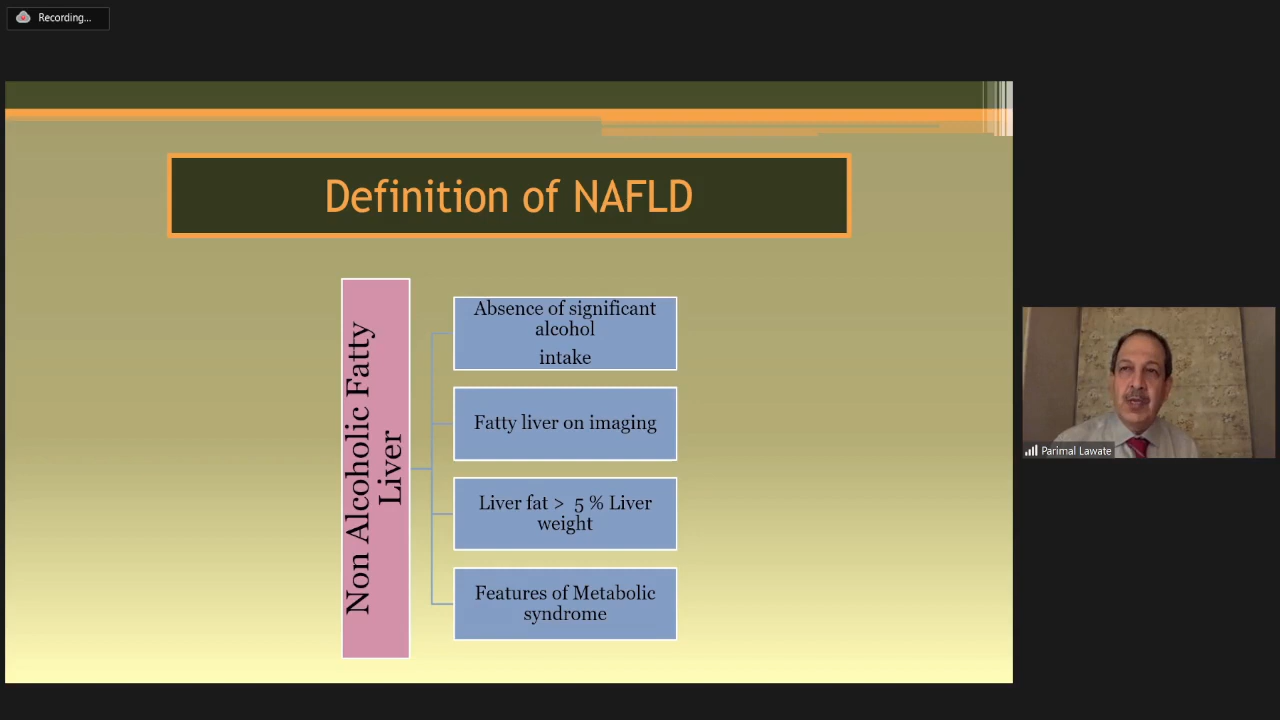 Recording...
Definition of NAFLD
Non Alcoholic Fatty
Liver
Absence of significant
alcohol
intake
Fatty liver on imaging
Liver fat > 5 % Liver
weight
Features of Metabolic
syndrome
Parimal Lawate